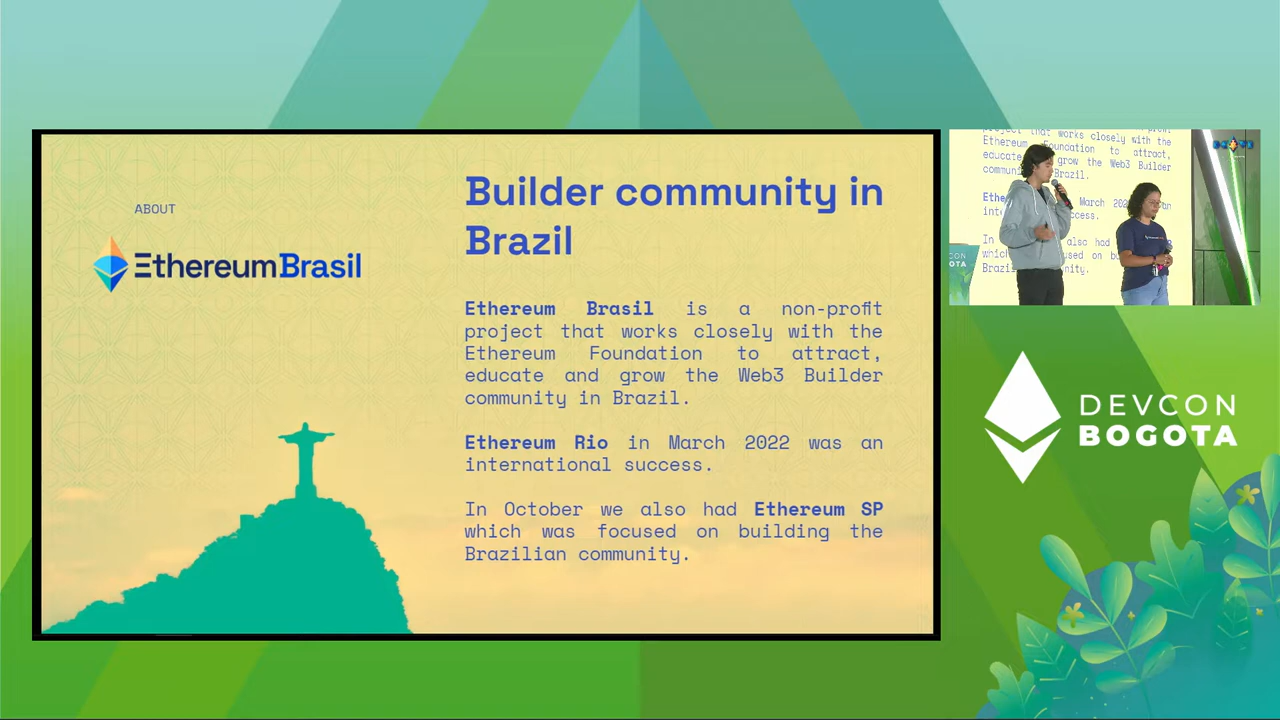 ABOUT
EthereumBrasil
Builder community in
Brazil
Ethereum Brasil is a non-profit
project that works closely with the
Ethereum Foundation to attract,
educate and grow the Web3 Builder
community in Brazil.
Ethereum Rio in March 2022 was an
international success.
In October we also had Ethereum SP
which was focused on building the
Brazilian community.
DEVCON
BOGOTA